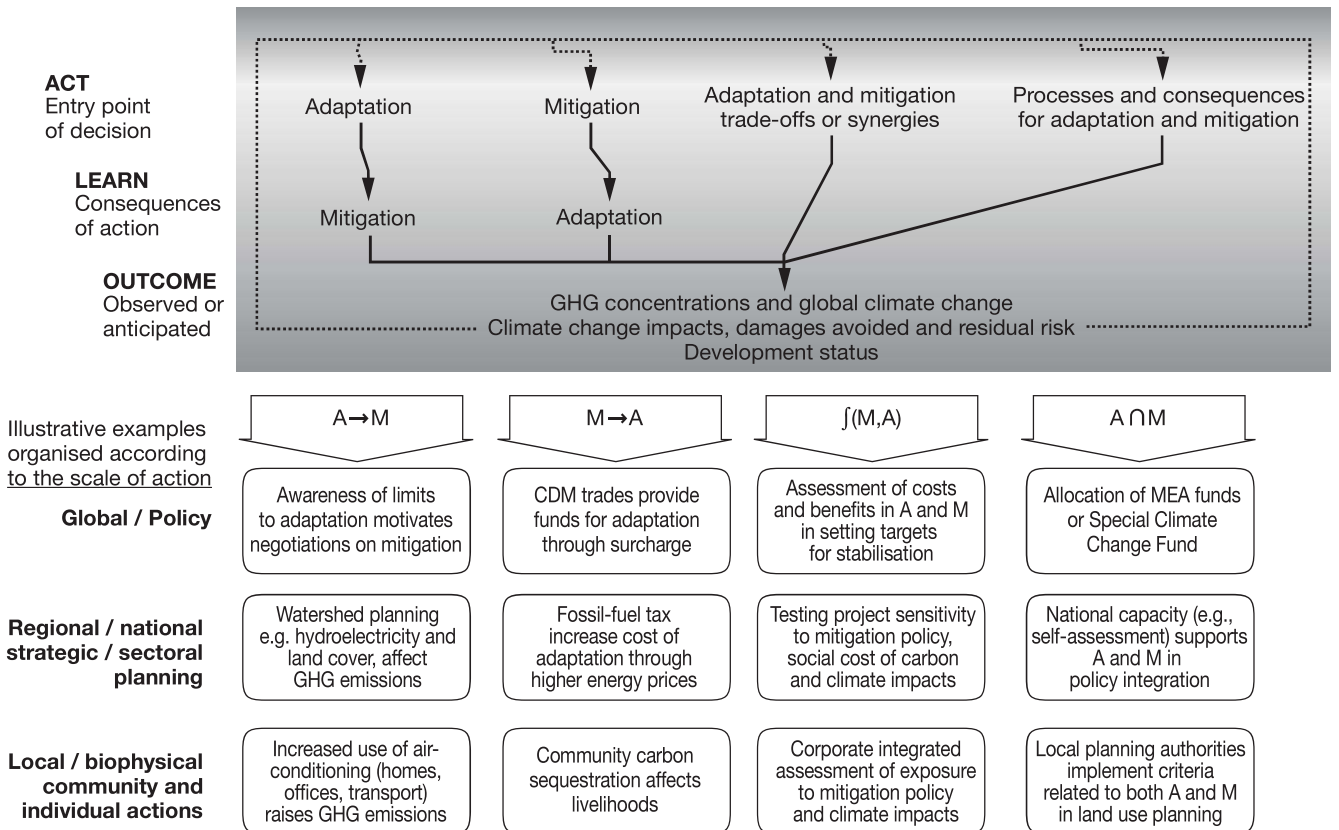 ACT
Entry point
of decision
Adaptation
Mitigation
Adaptation and mitigation
trade-offs or synergies
Processes and consequences
for adaptation and mitigation
LEARN
Consequences
of action
Mitigation
Adaptation
OUTCOME
Observed or
anticipated
GHG concentrations and global climate change
Climate change impacts, damages avoided and residual risk
Development status
Illustrative examples
organised according
to the scale of action
A→M
M→A
∫(M,A)
A∩M
Global / Policy
Awareness of limits
to adaptation motivates
negotiations on mitigation
CDM trades provide
funds for adaptation
through surcharge
Assessment of costs
and benefits in A and M
in setting targets
for stabilisation
Allocation of MEA funds
or Special Climate
Change Fund
Regional / national
strategic / sectoral
planning
Watershed planning
e.g. hydroelectricity and
land cover, affect
GHG emissions
Fossil-fuel tax
increase cost of
adaptation through
higher energy prices
Testing project sensitivity
to mitigation policy,
social cost of carbon
and climate impacts
National capacity (e.g.,
self-assessment) supports
A and M in
policy integration
Local / biophysical
community and
individual actions
Increased use of air-
conditioning (homes,
offices, transport)
raises GHG emissions
Community carbon
sequestration affects
livelihoods
Corporate integrated
assessment of exposure
to mitigation policy
and climate impacts
Local planning authorities
implement criteria
related to both A and M
in land use planning